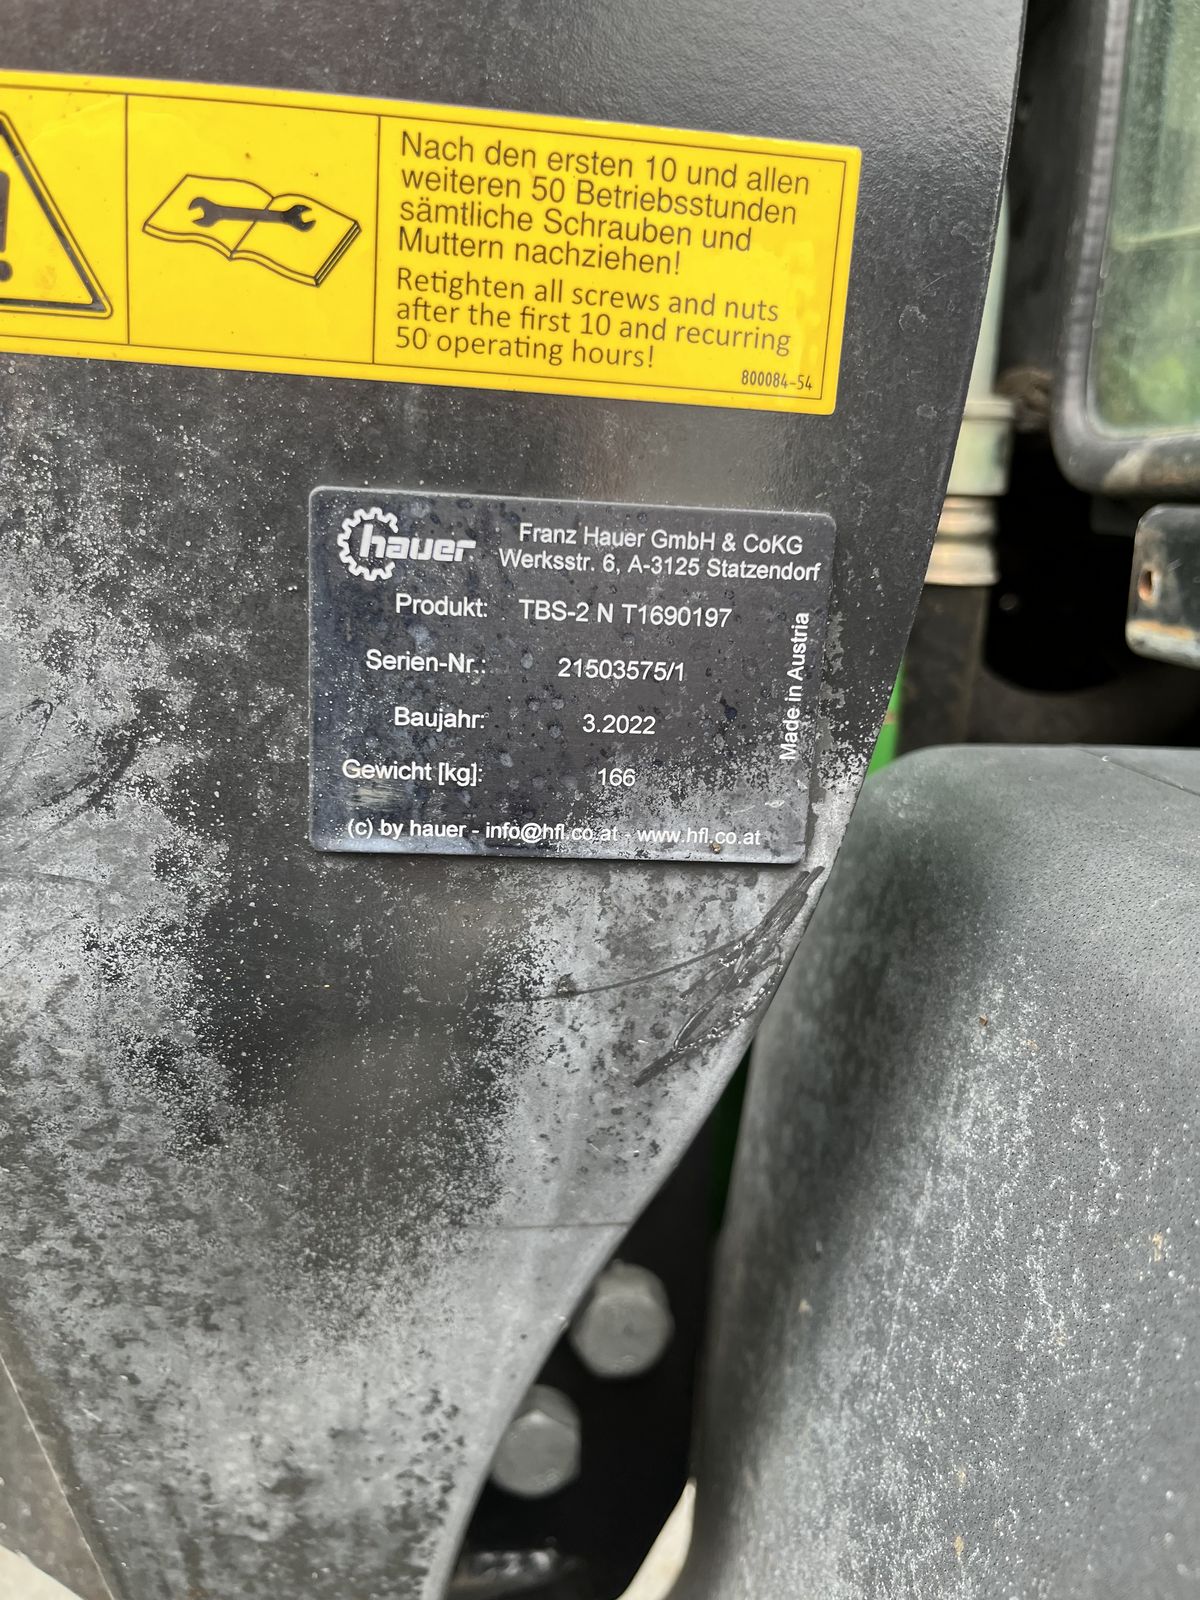 Nach den ersten 10 und allen
weiteren 50 Betriebsstunden
sämtliche Schrauben und
Muttern nachziehen!
Retighten all screws and nuts
after the first 10 and recurring
50 operating hours!
800084-54
hauer
Franz Hauer GmbH & CoKG
Werksstr. 6, A-3125 Statzendorf
Produkt: TBS-2 N T1690197
Serien-Nr.: 21503575/1
Baujahr: 3.2022
Gewicht [kg]: 166
Made in Austria
(c) by hauer - info@hfl.co.at - www.hfl.co.at